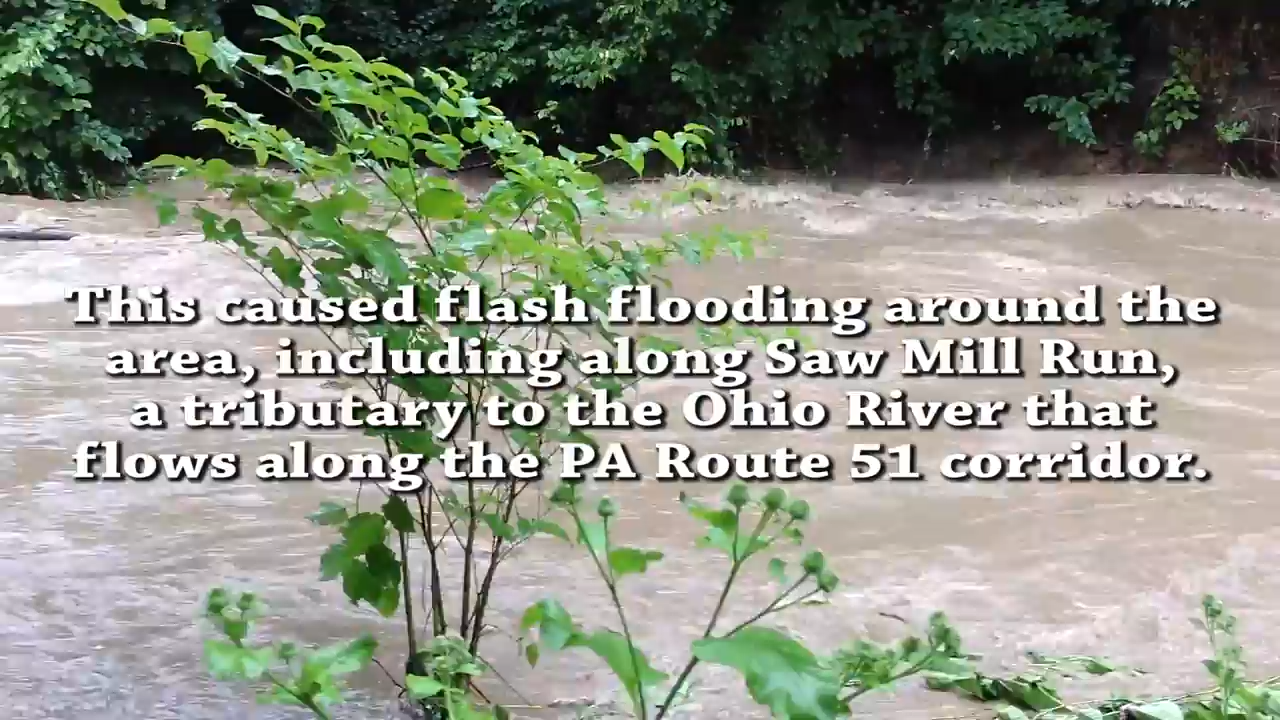 This caused flash flooding around the
area, including along Saw Mill Run,
a tributary to the Ohio River that
flows along the PA Route 51 corridor.